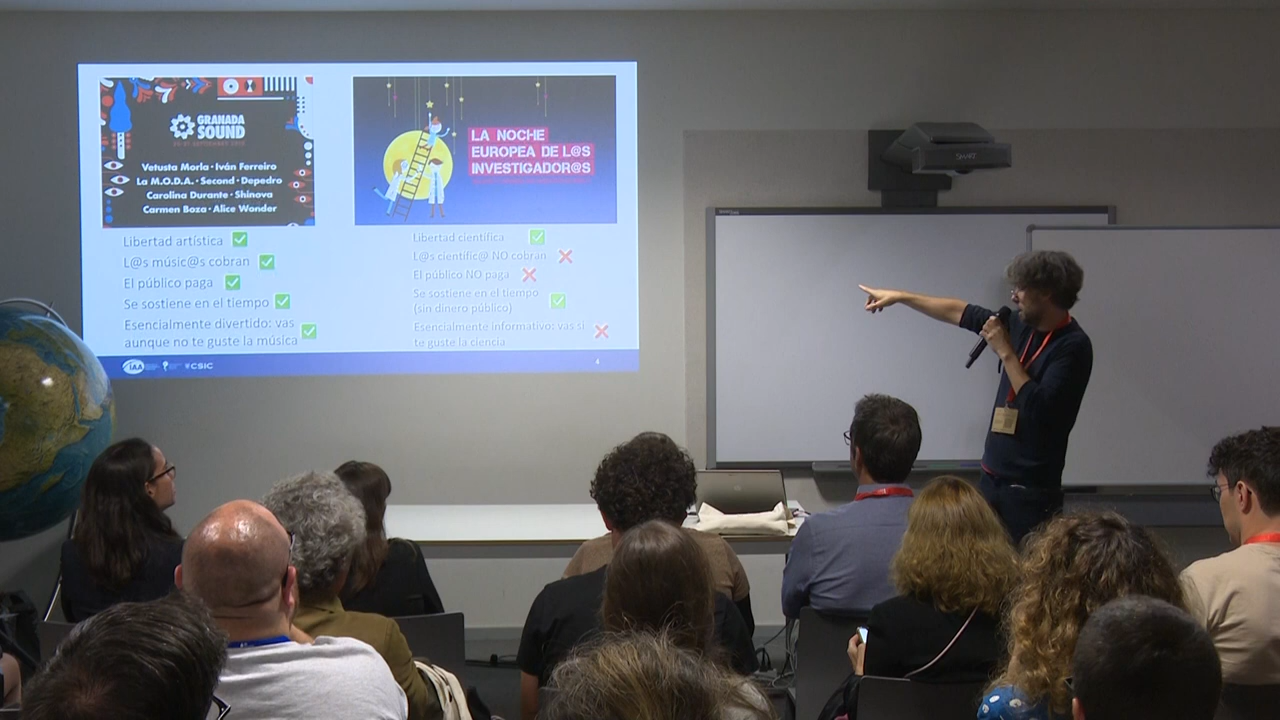 GRANADA
SOUND
Vetusta Morla · Iván Ferreiro
La M.O.D.A. · Second · Depedro
Carolina Durante · Shinova
Carmen Boza · Alice Wonder
Libertad artística
L@s músic@s cobran
El público paga
Se sostiene en el tiempo
Esencialmente divertido: vas
aunque no te guste la música
LA NOCHE
EUROPEA DE L@S
INVESTIGADOR@S
Libertad científica
L@s científic@ NO cobran
El público NO paga
Se sostiene en el tiempo
(sin dinero público)
Esencialmente informativo: vas si
te guste la ciencia
IAA
CSIC
4
SMART